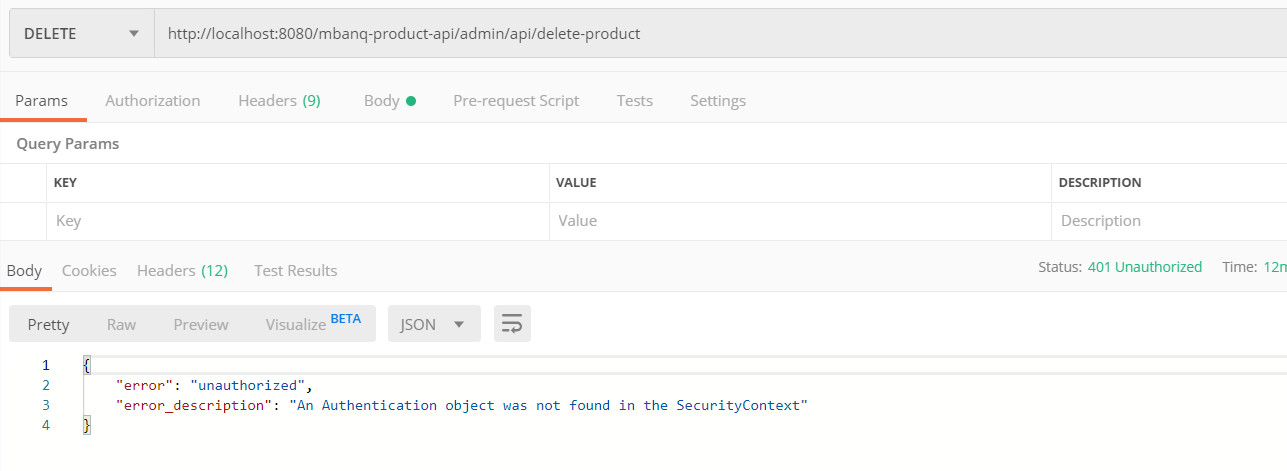 DELETE http://localhost:8080/mbanq-product-api/admin/api/delete-product
Params Authorization Headers (9) Body Pre-request Script Tests Settings
Query Params
KEY VALUE DESCRIPTION
Key Value Description
Body Cookies Headers (12) Test Results Status: 401 Unauthorized Time: 12m
Pretty Raw Preview Visualize BETA JSON
1 {
2 "error": "unauthorized",
3 "error_description": "An Authentication object was not found in the SecurityContext"
4 }